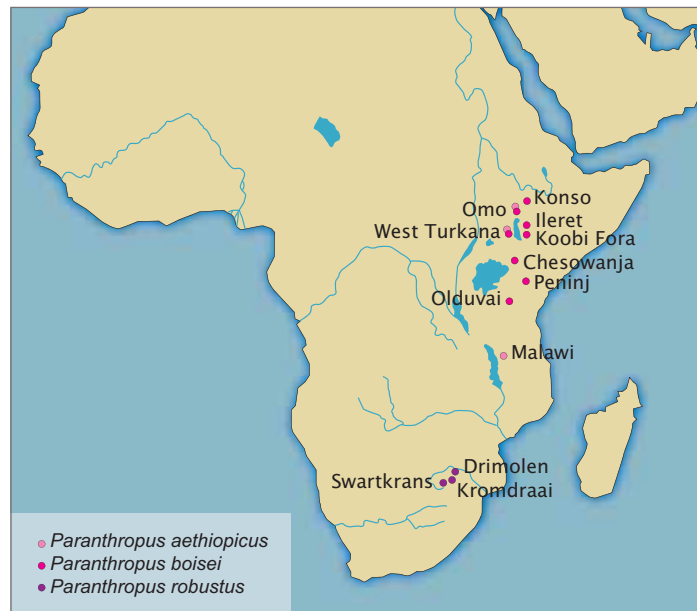 Konso
Omo
Ileret
West Turkana
Koobi Fora
Chesowanja
Peninj
Olduvai
Malawi
Drimolen
Swartkrans
Kromdraai
Paranthropus aethiopicus
Paranthropus boisei
Paranthropus robustus